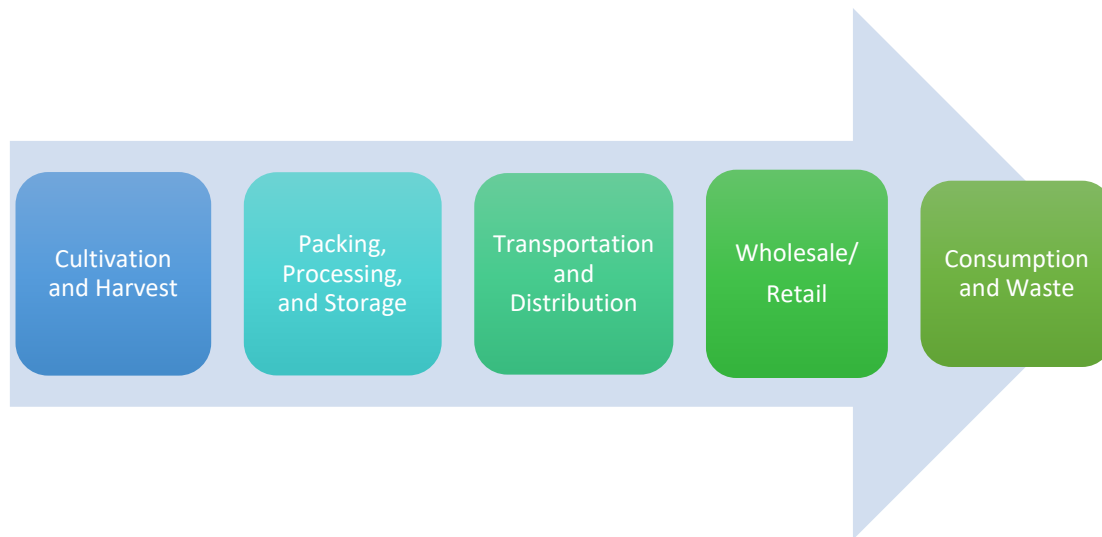 Cultivation
and Harvest
Packing,
Processing,
and Storage
Transportation
and
Distribution
Wholesale/
Retail
Consumption
and Waste